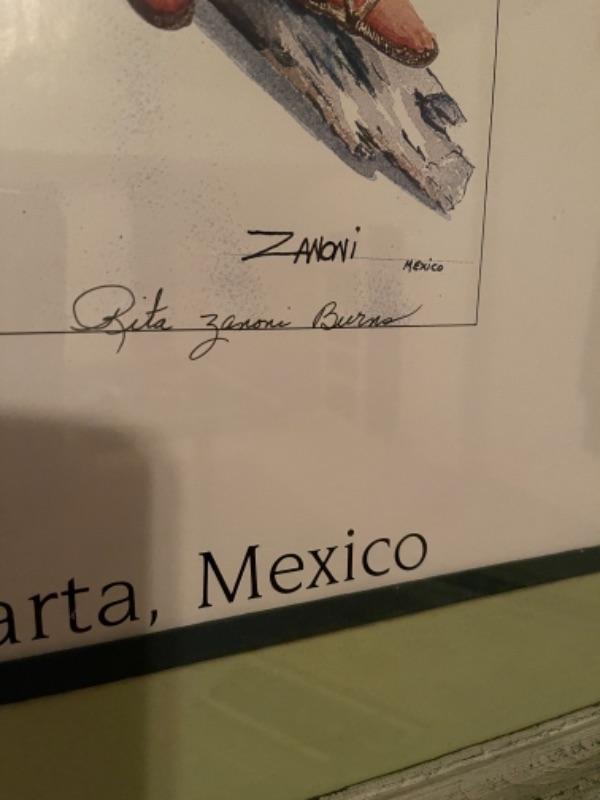 ZANONi
MEXiCO
Rita Zanoni Burns
arta, Mexico